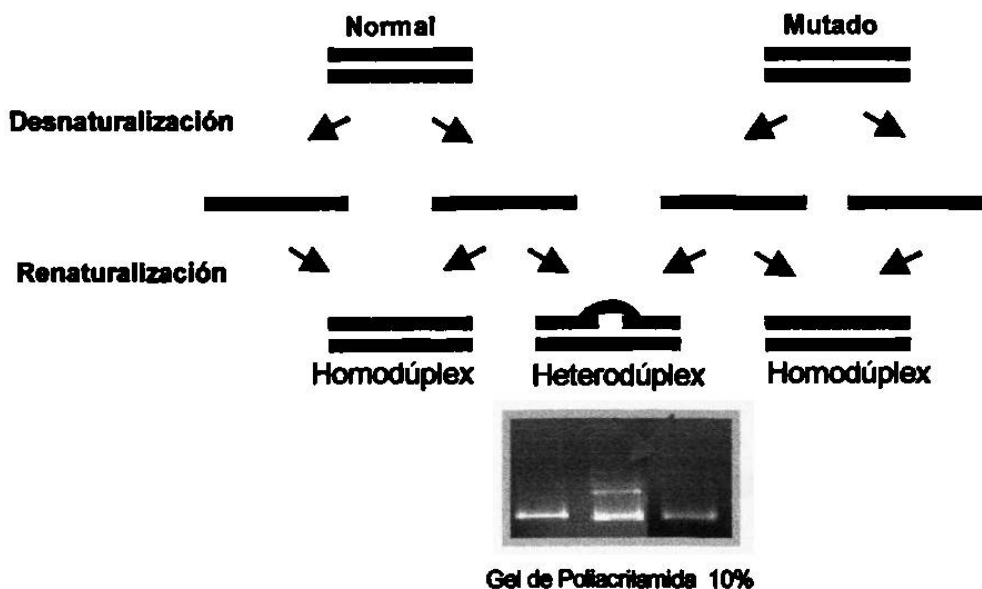 Normal
Mutado
Desnaturalización
Renaturalización
Homodúplex
Heterodúplex
Homodúplex
Gel de Poliacrilamida 10%